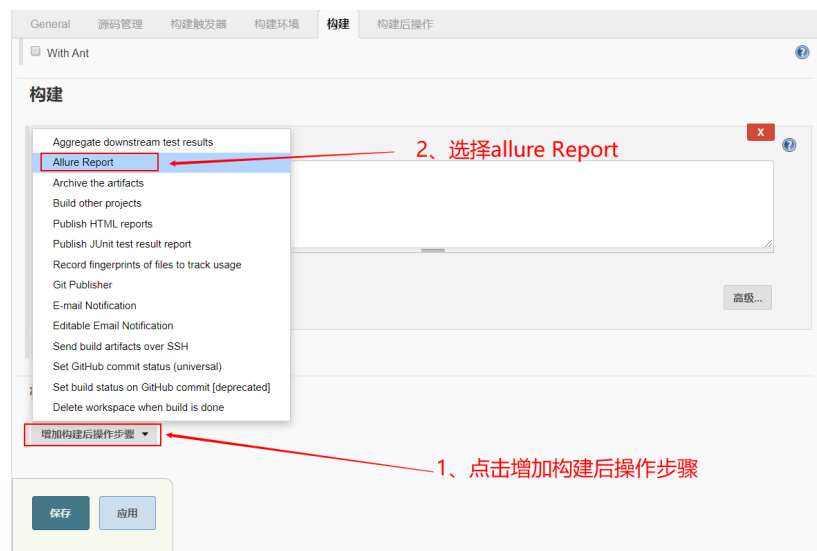 General 源码管理 构建触发器 构建环境 构建 构建后操作
With Ant
构建
X
Aggregate downstream test results
2、选择allure Report
Allure Report
Archive the artifacts
Build other projects
Publish HTML reports
Publish JUnit test result report
Record fingerprints of files to track usage
Git Publisher
E-mail Notification
高级...
Editable Email Notification
Send build artifacts over SSH
Set GitHub commit status (universal)
Set build status on GitHub commit [deprecated]
Delete workspace when build is done
增加构建后操作步骤
1、点击增加构建后操作步骤
保存 应用